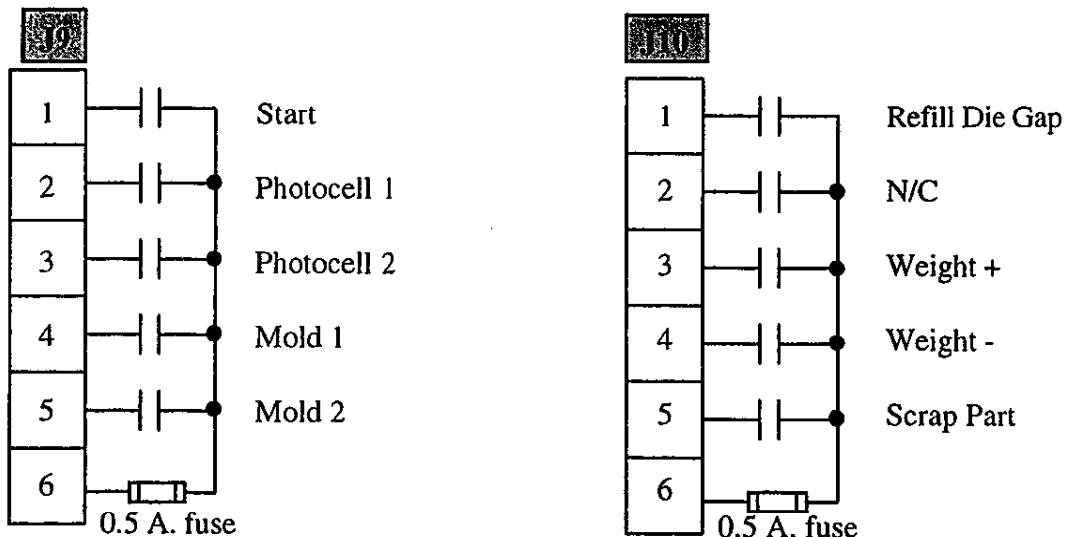 J9
1 Start
2 Photocell 1
3 Photocell 2
4 Mold 1
5 Mold 2
6
0.5 A. fuse
J10
1 Refill Die Gap
2 N/C
3 Weight +
4 Weight -
5 Scrap Part
6
0.5 A. fuse